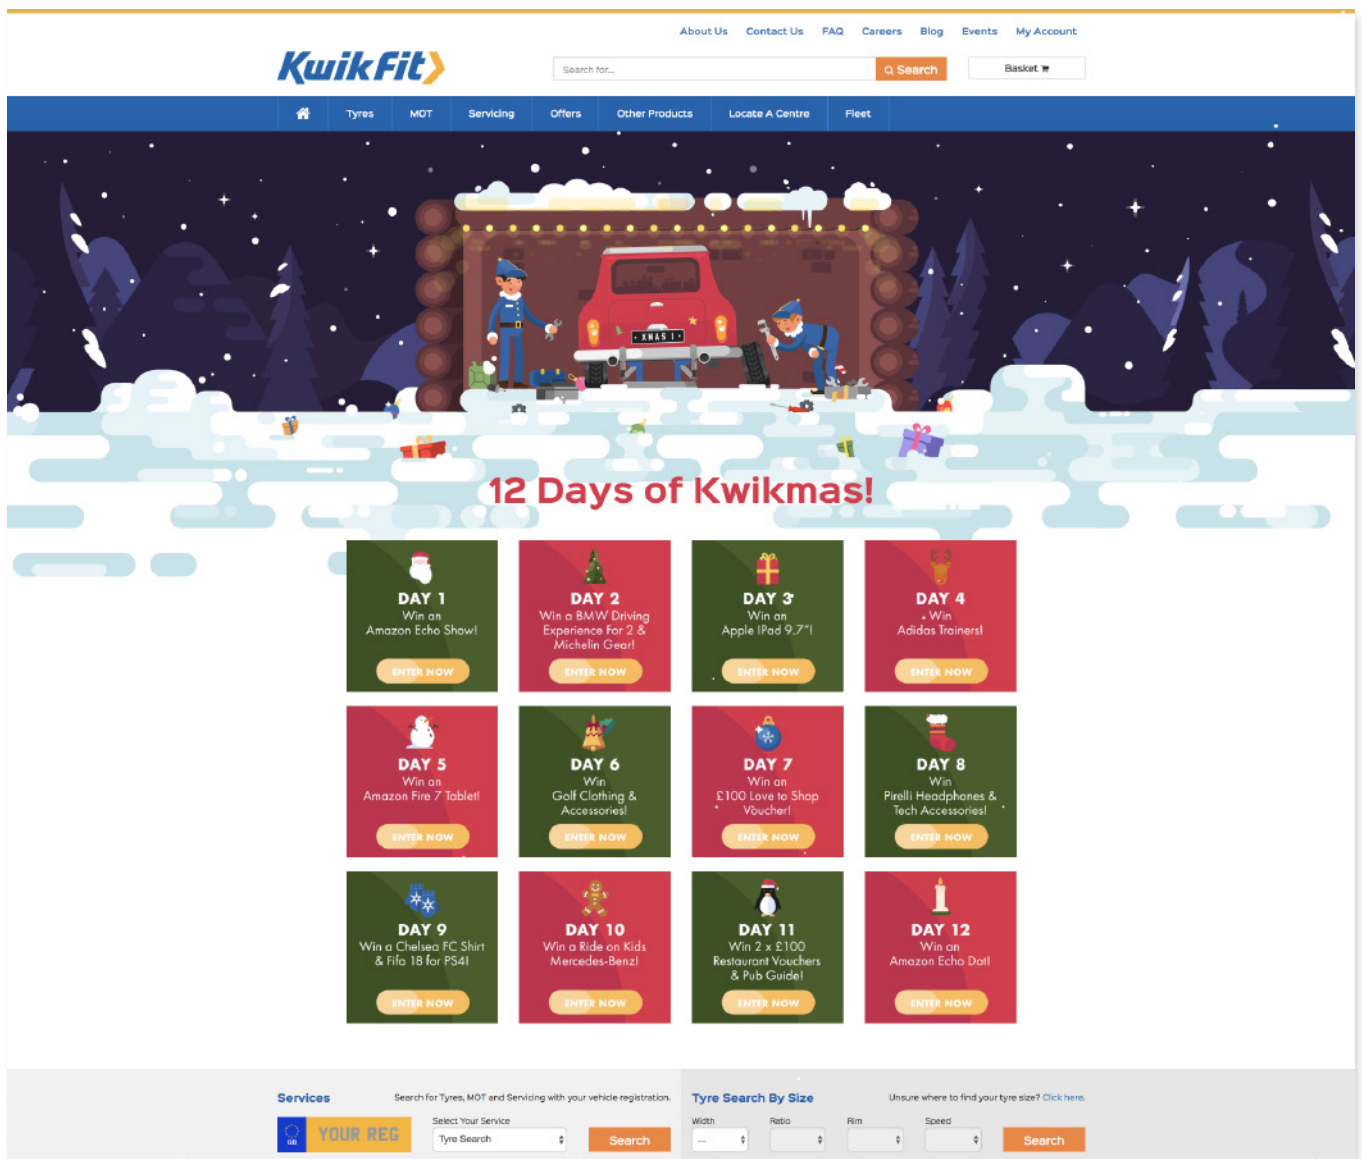 About Us Contact Us FAQ Careers Blog Events My Account
KwikFit
Search for...
Search
Basket
Tyres MOT Servicing Offers Other Products Locate A Centre Fleet
XMAS 1
12 Days of Kwikmas!
DAY 1
Win an
Amazon Echo Show!
ENTER NOW
DAY 2
Win a BMW Driving
Experience For 2 &
Michelin Gear!
ENTER NOW
DAY 3
Win an
Apple IPad 9.7"!
ENTER NOW
DAY 4
Win
Adidas Trainers!
ENTER NOW
DAY 5
Win an
Amazon Fire 7 Tablet!
ENTER NOW
DAY 6
Win
Golf Clothing &
Accessories!
ENTER NOW
DAY 7
Win an
£100 Love to Shop
Voucher!
ENTER NOW
DAY 8
Win
Pirelli Headphones &
Tech Accessories!
ENTER NOW
DAY 9
Win a Chelsea FC Shirt
& Fifa 18 for PS4!
ENTER NOW
DAY 10
Win a Ride on Kids
Mercedes-Benz!
ENTER NOW
DAY 11
Win 2 x £100
Restaurant Vouchers
& Pub Guide!
ENTER NOW
DAY 12
Win an
Amazon Echo Dot!
ENTER NOW
Services
Search for Tyres, MOT and Servicing with your vehicle registration.
GB
YOUR REG
Select Your Service
Tyre Search
Search
Tyre Search By Size
Unsure where to find your tyre size? Click here.
Width Ratio Rim Speed
...
Search